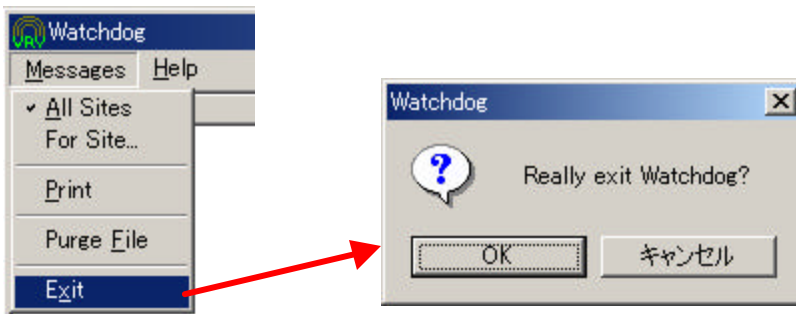 Watchdog
Messages Help
All Sites
For Site...
Print
Purge File
Exit
Watchdog
Really exit Watchdog?
OK キャンセル